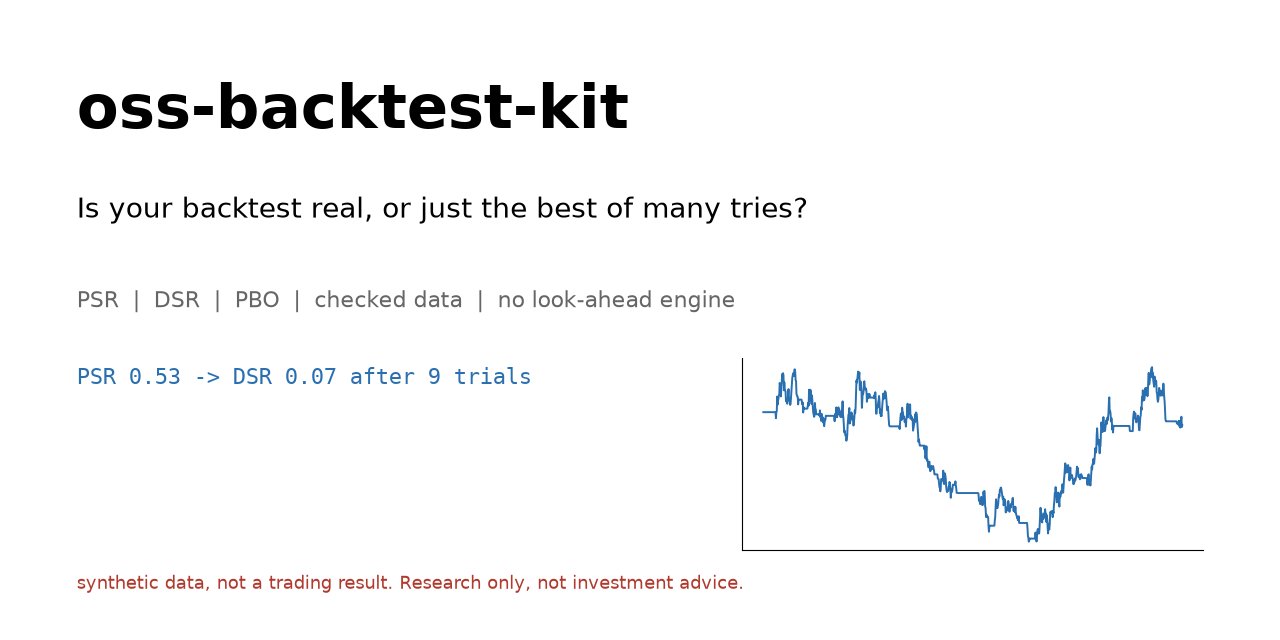 oss-backtest-kit
Is your backtest real, or just the best of many tries?
PSR | DSR | PBO | checked data | no look-ahead engine
PSR 0.53 -> DSR 0.07 after 9 trials
synthetic data, not a trading result. Research only, not investment advice.